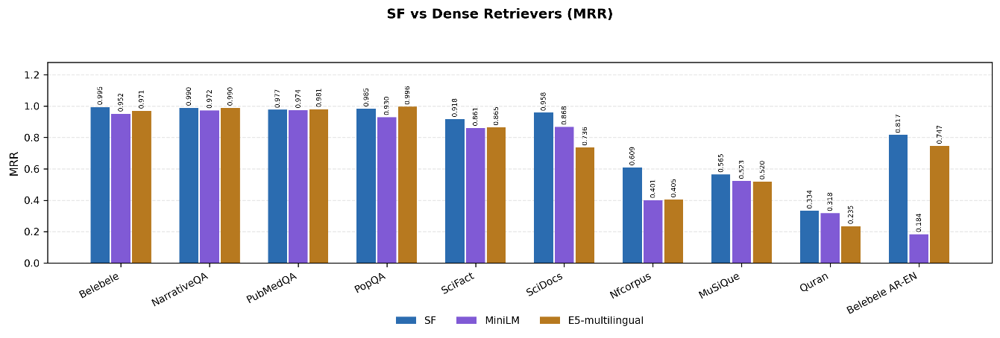 SF vs Dense Retrievers (MRR)
MRR
1.2
1.0
0.8
0.6
0.4
0.2
0.0
0.995 0.952 0.971
0.990 0.972 0.990
0.977 0.974 0.981
0.985 0.930 0.996
0.918 0.861 0.865
0.958 0.868 0.736
0.609 0.401 0.405
0.565 0.523 0.520
0.334 0.318 0.235
0.817 0.184 0.747
Belebele
NarrativeQA
PubMedQA
PopQA
SciFact
SciDocs
Nfcorpus
MuSiQue
Quran
Belebele AR-EN
SF MiniLM E5-multilingual